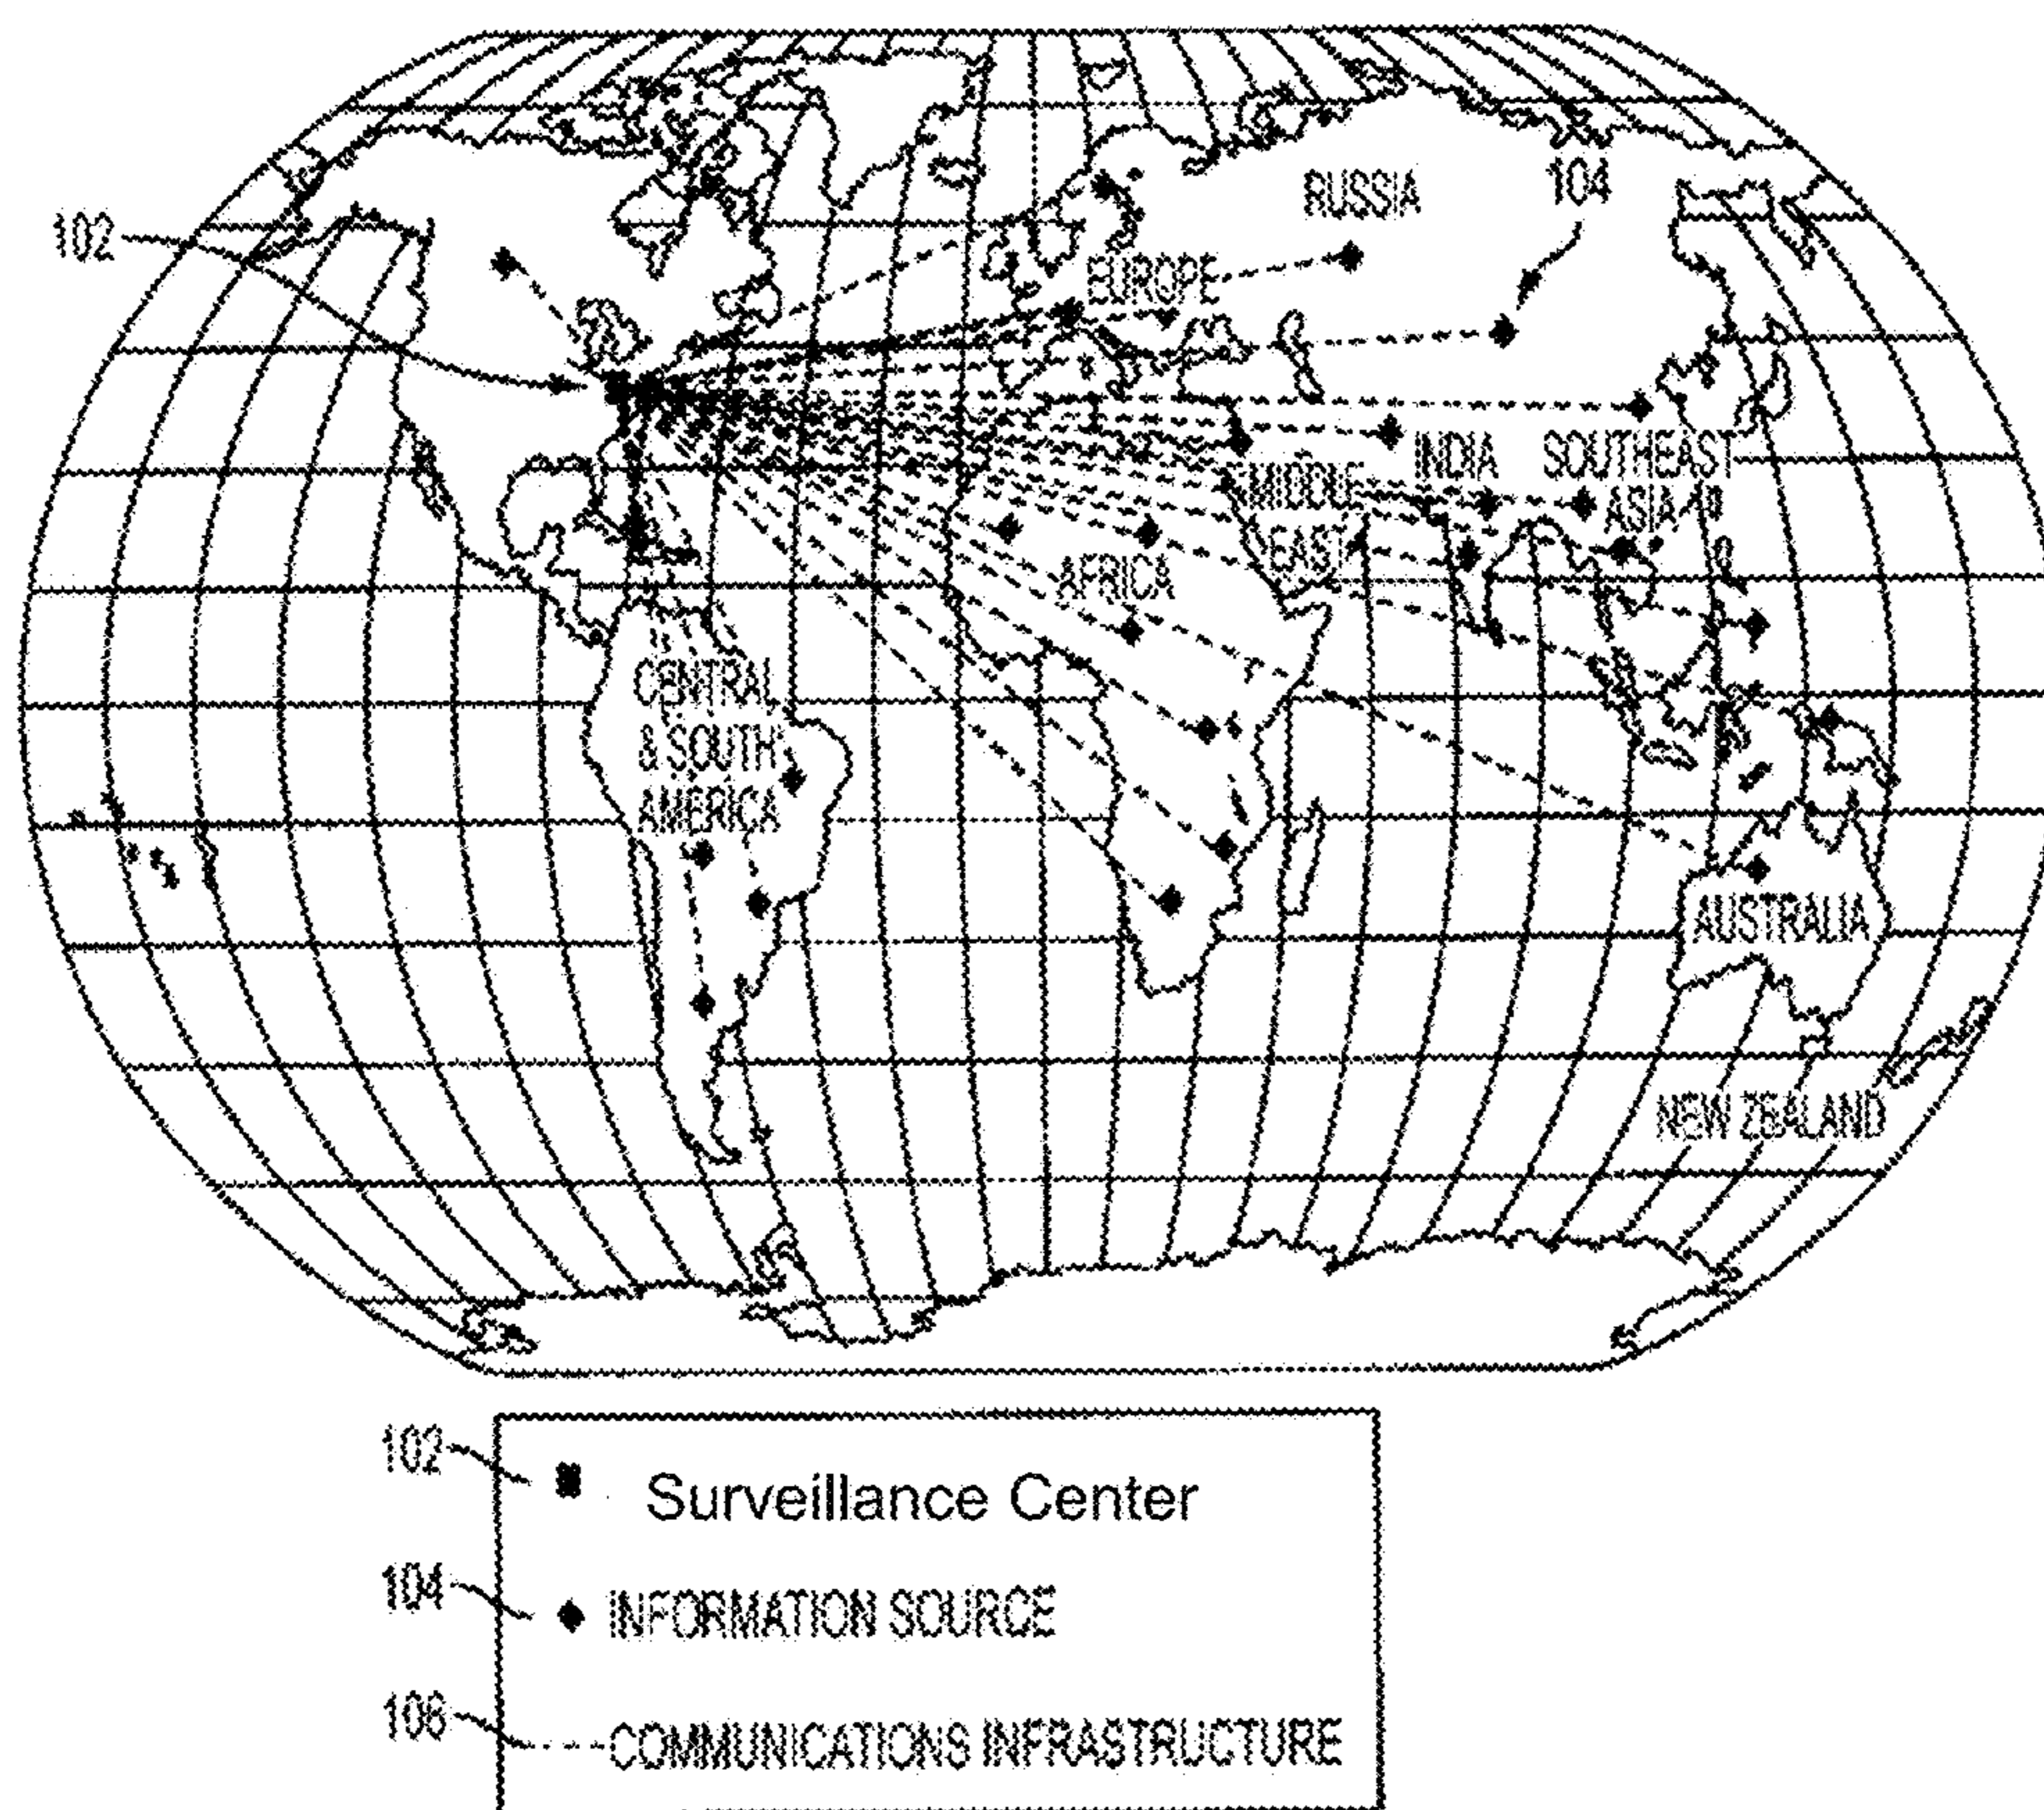 RUSSIA
104
102
EUROPE
INDIA
SOUTHEAST
ASIA
MIDDLE
EAST
AFRICA
CENTRAL
& SOUTH
AMERICA
AUSTRALIA
NEW ZEALAND
102
Surveillance Center
104
INFORMATION SOURCE
106
COMMUNICATIONS INFRASTRUCTURE